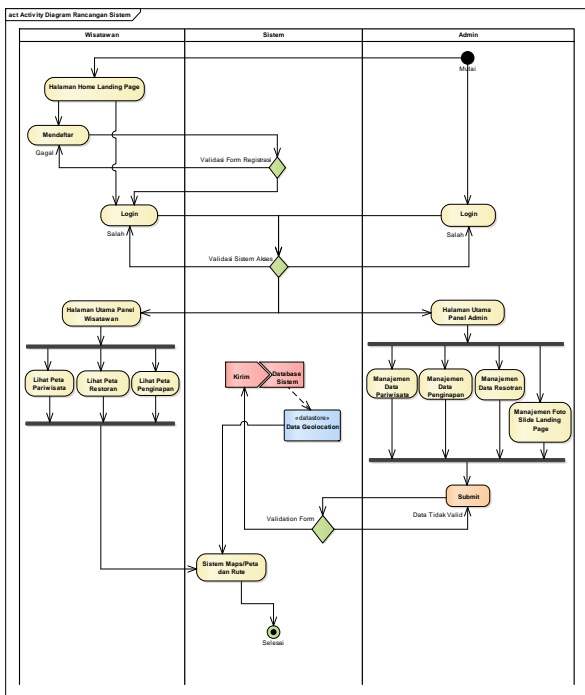 act Activity Diagram Rancangan Sistem
Wisatawan
Sistem
Admin
Mulai
Halaman Home Landing Page
Mendaftar
Gagal
Validasi Form Registrasi
Login
Salah
Login
Salah
Validasi Sistem Akses
Halaman Utama Panel
Wisatawan
Halaman Utama
Panel Admin
Lihat Peta
Pariwisata
Lihat Peta
Restoran
Lihat Peta
Penginapan
Kirim
Database
Sistem
«datastore»
Data Geolocation
Manajemen
Data
Pariwisata
Manajemen
Data
Penginapan
Manajemen
Data Resotran
Manajemen Foto
Slide Landing
Page
Submit
Validation Form
Data Tidak Valid
Sistem Maps/Peta
dan Rute
Selesai